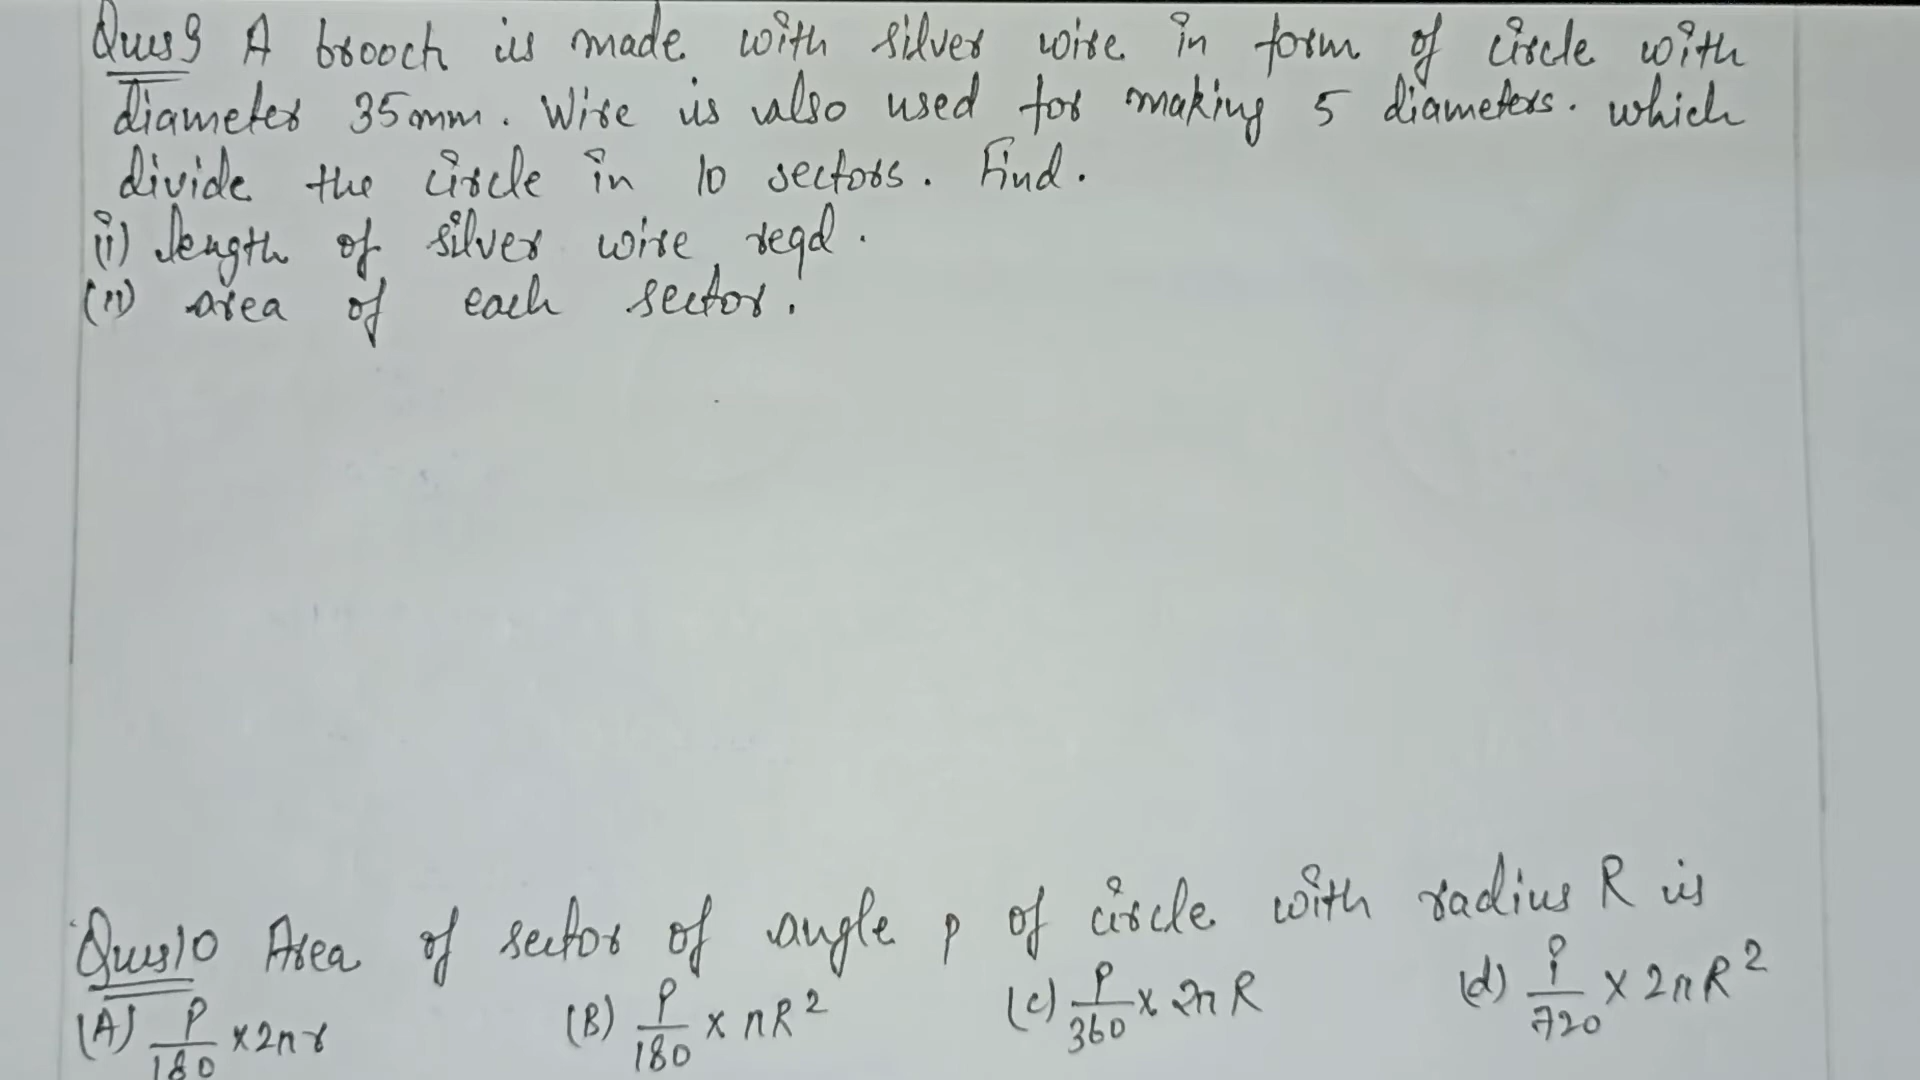 Ques 9 A brooch is made with silver wire in form of circle with
diameter 35mm. Wire is also used for making 5 diameters. which
divide the circle in 10 sectors. Find.
(i) length of silver wire reqd.
(ii) area of each sector.
Ques10 Area of sector of angle p of circle with radius R is
(A) P/180 × 2πr (B) P/180 × πR² (c) P/360 × 2πR (d) P/720 × 2πR²